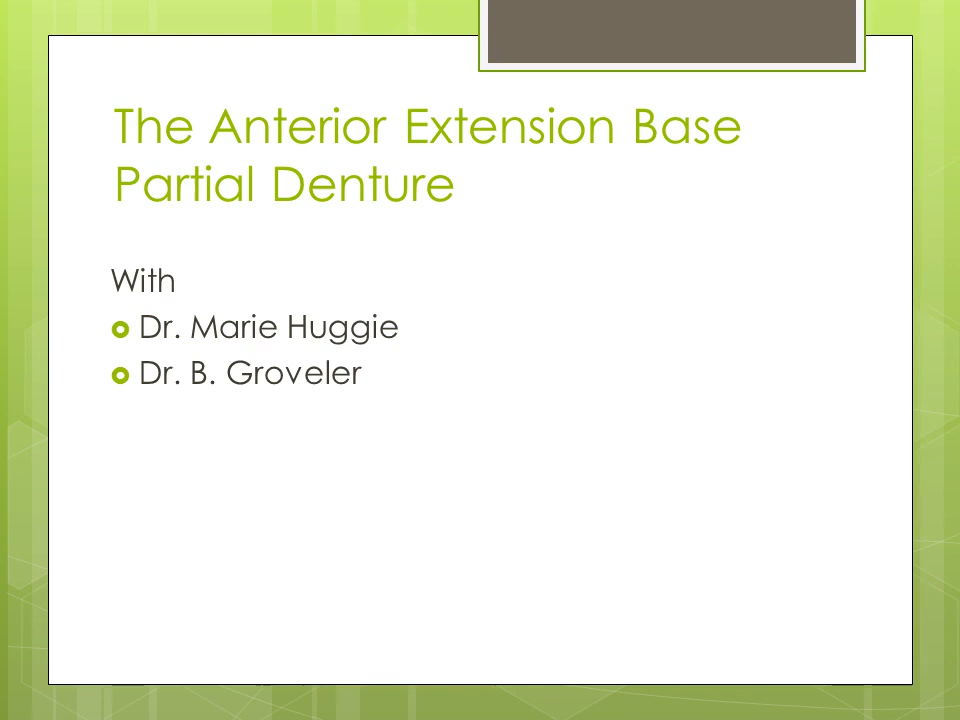 The Anterior Extension Base
Partial Denture
With
Dr. Marie Huggie
Dr. B. Groveler